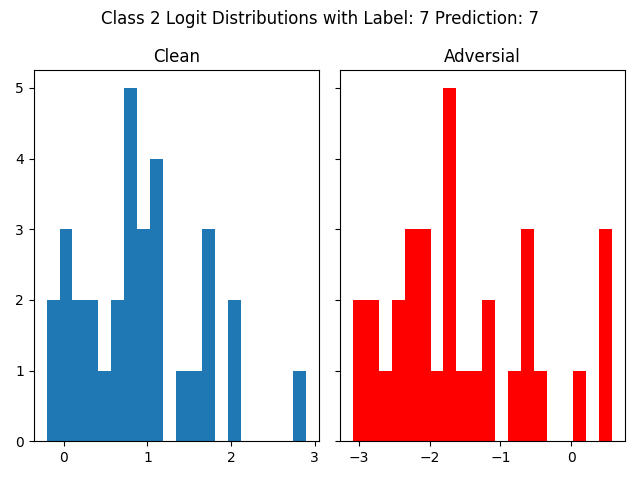 Class 2 Logit Distributions with Label: 7 Prediction: 7
Clean
Adversial
5
4
3
2
1
0
0 1 2 3
−3 −2 −1 0